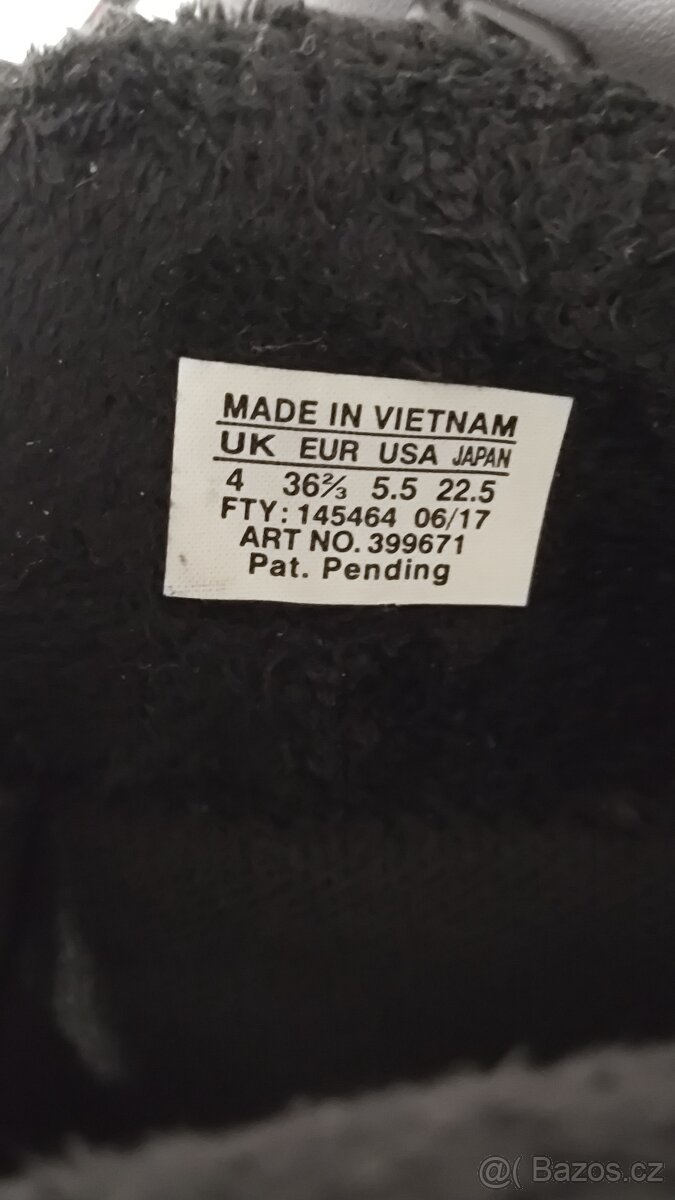 MADE IN VIETNAM
UK EUR USA JAPAN
4 36⅔ 5.5 22.5
FTY: 145464 06/17
ART NO. 399671
Pat. Pending
@( Bazos.cz